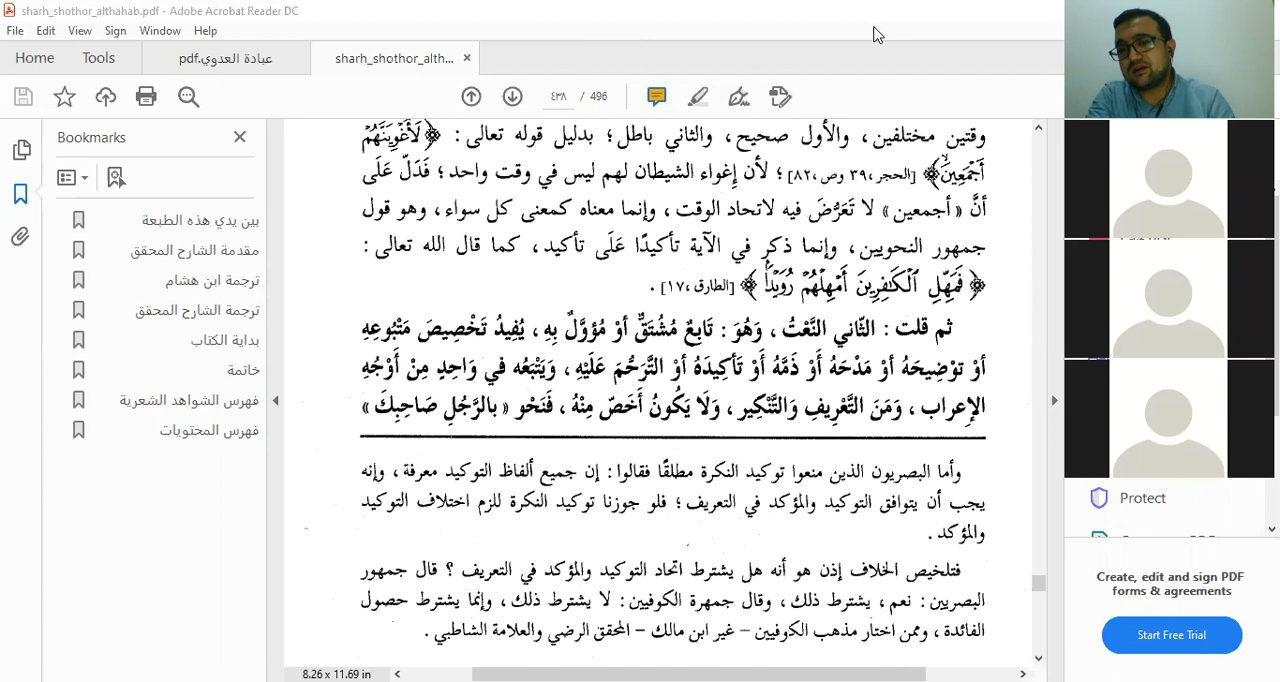 sharh_shothor_althahab.pdf - Adobe Acrobat Reader DC
File Edit View Sign Window Help
Home Tools عبادة العدوي.pdf sharh_shothor_alth... ×
٤٣٨ / 496
Bookmarks
بين يدي هذه الطبعة
مقدمة الشارح المحقق
ترجمة ابن هشام
ترجمة الشارح المحقق
بداية الكتاب
خاتمة
فهرس الشواهد الشعرية
فهرس المحتويات
وقتين مختلفين، والأول صحيح، والثاني باطل؛ بدليل قوله تعالى: ﴿لَأُغْوِيَنَّهُمْ
أَجْمَعِينَ﴾ [الحجر،٣٩ وص،٨٢]؛ لأن إغواء الشيطان لهم ليس في وقت واحد؛ فَدَلّ عَلَى
أنَّ «أجمعين» لا تَعَرُّضَ فيه لاتحاد الوقت، وإنما معناه كمعنى كل سواء، وهو قول
جمهور النحويين، وإنما ذكر في الآية تأكيدًا عَلَى تأكيد، كما قال الله تعالى:
﴿فَمَهِّلِ ٱلْكَٰفِرِينَ أَمْهِلْهُمْ رُوَيْدًۢا﴾ [الطارق،١٧].
ثم قلت: الثّاني النَّعْتُ، وَهُوَ: تَابِعٌ مُشْتَقٌّ أوْ مُؤوَّلٌ بِهِ، يُفِيدُ تَخْصِيصَ مَتْبُوعِهِ
أوْ تَوْضِيحَهُ أوْ مَدْحَهُ أَوْ ذَمَّهُ أَوْ تَأكِيدَهُ أوْ التَّرَحُّمَ عَلَيْهِ، وَيَتْبَعُه في وَاحِدٍ مِنْ أَوْجُهِ
الإعراب، وَمَنَ التَّعْرِيفِ وَالتَّنْكِيرِ، وَلَا يَكُونُ أَخَصّ مِنْهُ، فَنَحْو «بالرَّجُلِ صَاحِبِكَ»
وأما البصريون الذين منعوا توكيد النكرة مطلقًا فقالوا: إن جميع ألفاظ التوكيد معرفة، وإنه
يجب أن يتوافق التوكيد والمؤكد في التعريف؛ فلو جوزنا توكيد النكرة للزم اختلاف التوكيد
والمؤكد.
فتلخيص الخلاف إذن هو أنه هل يشترط اتحاد التوكيد والمؤكد في التعريف؟ قال جمهور
البصريين: نعم، يشترط ذلك، وقال جمهرة الكوفيين: لا يشترط ذلك، وإنما يشترط حصول
الفائدة، وممن اختار مذهب الكوفيين – غير ابن مالك – المحقق الرضي والعلامة الشاطبي.
8.26 x 11.69 in
Protect
Create, edit and sign PDF
forms & agreements
Start Free Trial